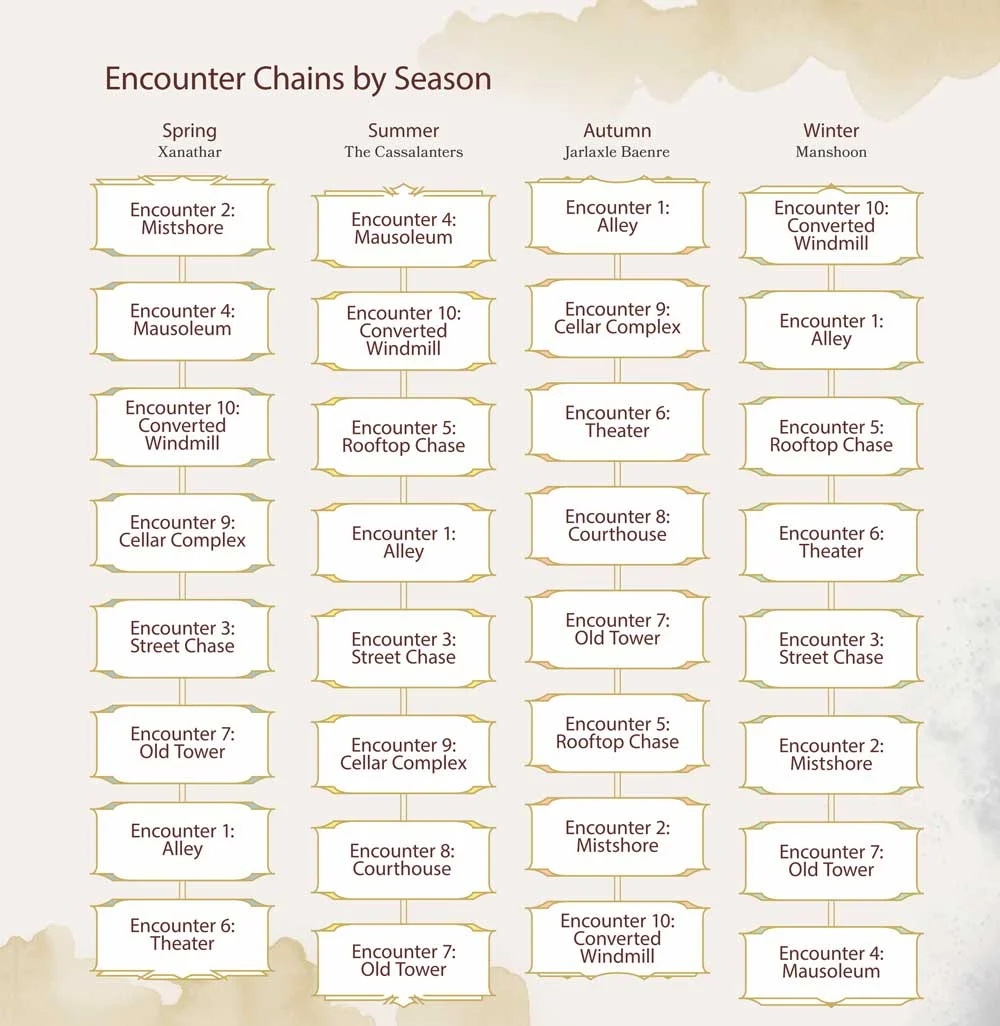 Encounter Chains by Season
Spring
Xanathar
Encounter 2:
Mistshore
Encounter 4:
Mausoleum
Encounter 10:
Converted
Windmill
Encounter 9:
Cellar Complex
Encounter 3:
Street Chase
Encounter 7:
Old Tower
Encounter 1:
Alley
Encounter 6:
Theater
Summer
The Cassalanters
Encounter 4:
Mausoleum
Encounter 10:
Converted
Windmill
Encounter 5:
Rooftop Chase
Encounter 1:
Alley
Encounter 3:
Street Chase
Encounter 9:
Cellar Complex
Encounter 8:
Courthouse
Encounter 7:
Old Tower
Autumn
Jarlaxle Baenre
Encounter 1:
Alley
Encounter 9:
Cellar Complex
Encounter 6:
Theater
Encounter 8:
Courthouse
Encounter 7:
Old Tower
Encounter 5:
Rooftop Chase
Encounter 2:
Mistshore
Encounter 10:
Converted
Windmill
Winter
Manshoon
Encounter 10:
Converted
Windmill
Encounter 1:
Alley
Encounter 5:
Rooftop Chase
Encounter 6:
Theater
Encounter 3:
Street Chase
Encounter 2:
Mistshore
Encounter 7:
Old Tower
Encounter 4:
Mausoleum